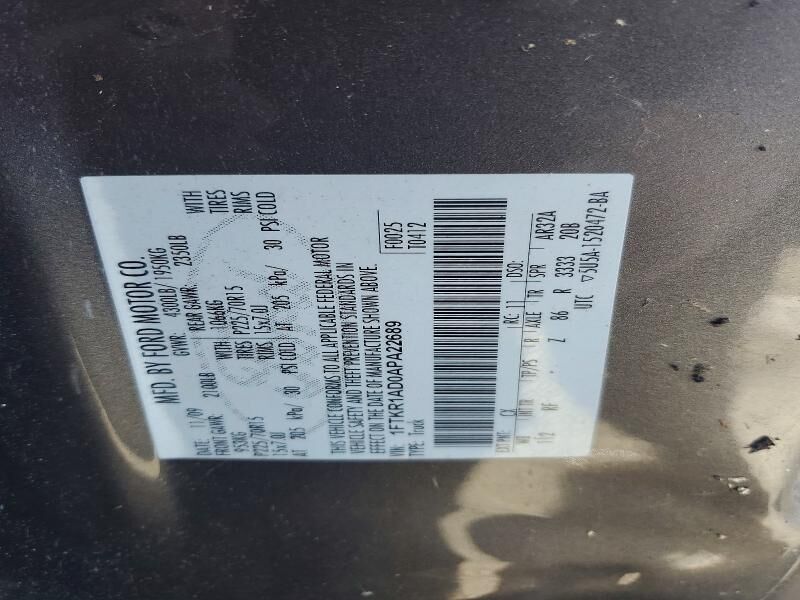 MFD. BY FORD MOTOR CO.
DATE: 11/09 GVWR: 4300LB/ 1950KG
FRONT GAWR: 2100LB REAR GAWR: 2350LB
953KG WITH 1066KG WITH
P225/70R15 TIRES P225/70R15 TIRES
15x7.0J RIMS 15x7.0J RIMS
AT 205 kPa/ 30 PSI COLD AT 205 kPa/ 30 PSI COLD
THIS VEHICLE CONFORMS TO ALL APPLICABLE FEDERAL MOTOR
VEHICLE SAFETY AND THEFT PREVENTION STANDARDS IN
EFFECT ON THE DATE OF MANUFACTURE SHOWN ABOVE.
VIN: 1FTKR1AD0APA22689 F0025
TYPE: Truck T0412
EXT PNT: CX RC: 11 DSO:
WB INT TR TP/PS R AXLE TR SPR AR32A
112 RF Z 86 R 3333 20B
UTC ▽5U5A-1520472-BA